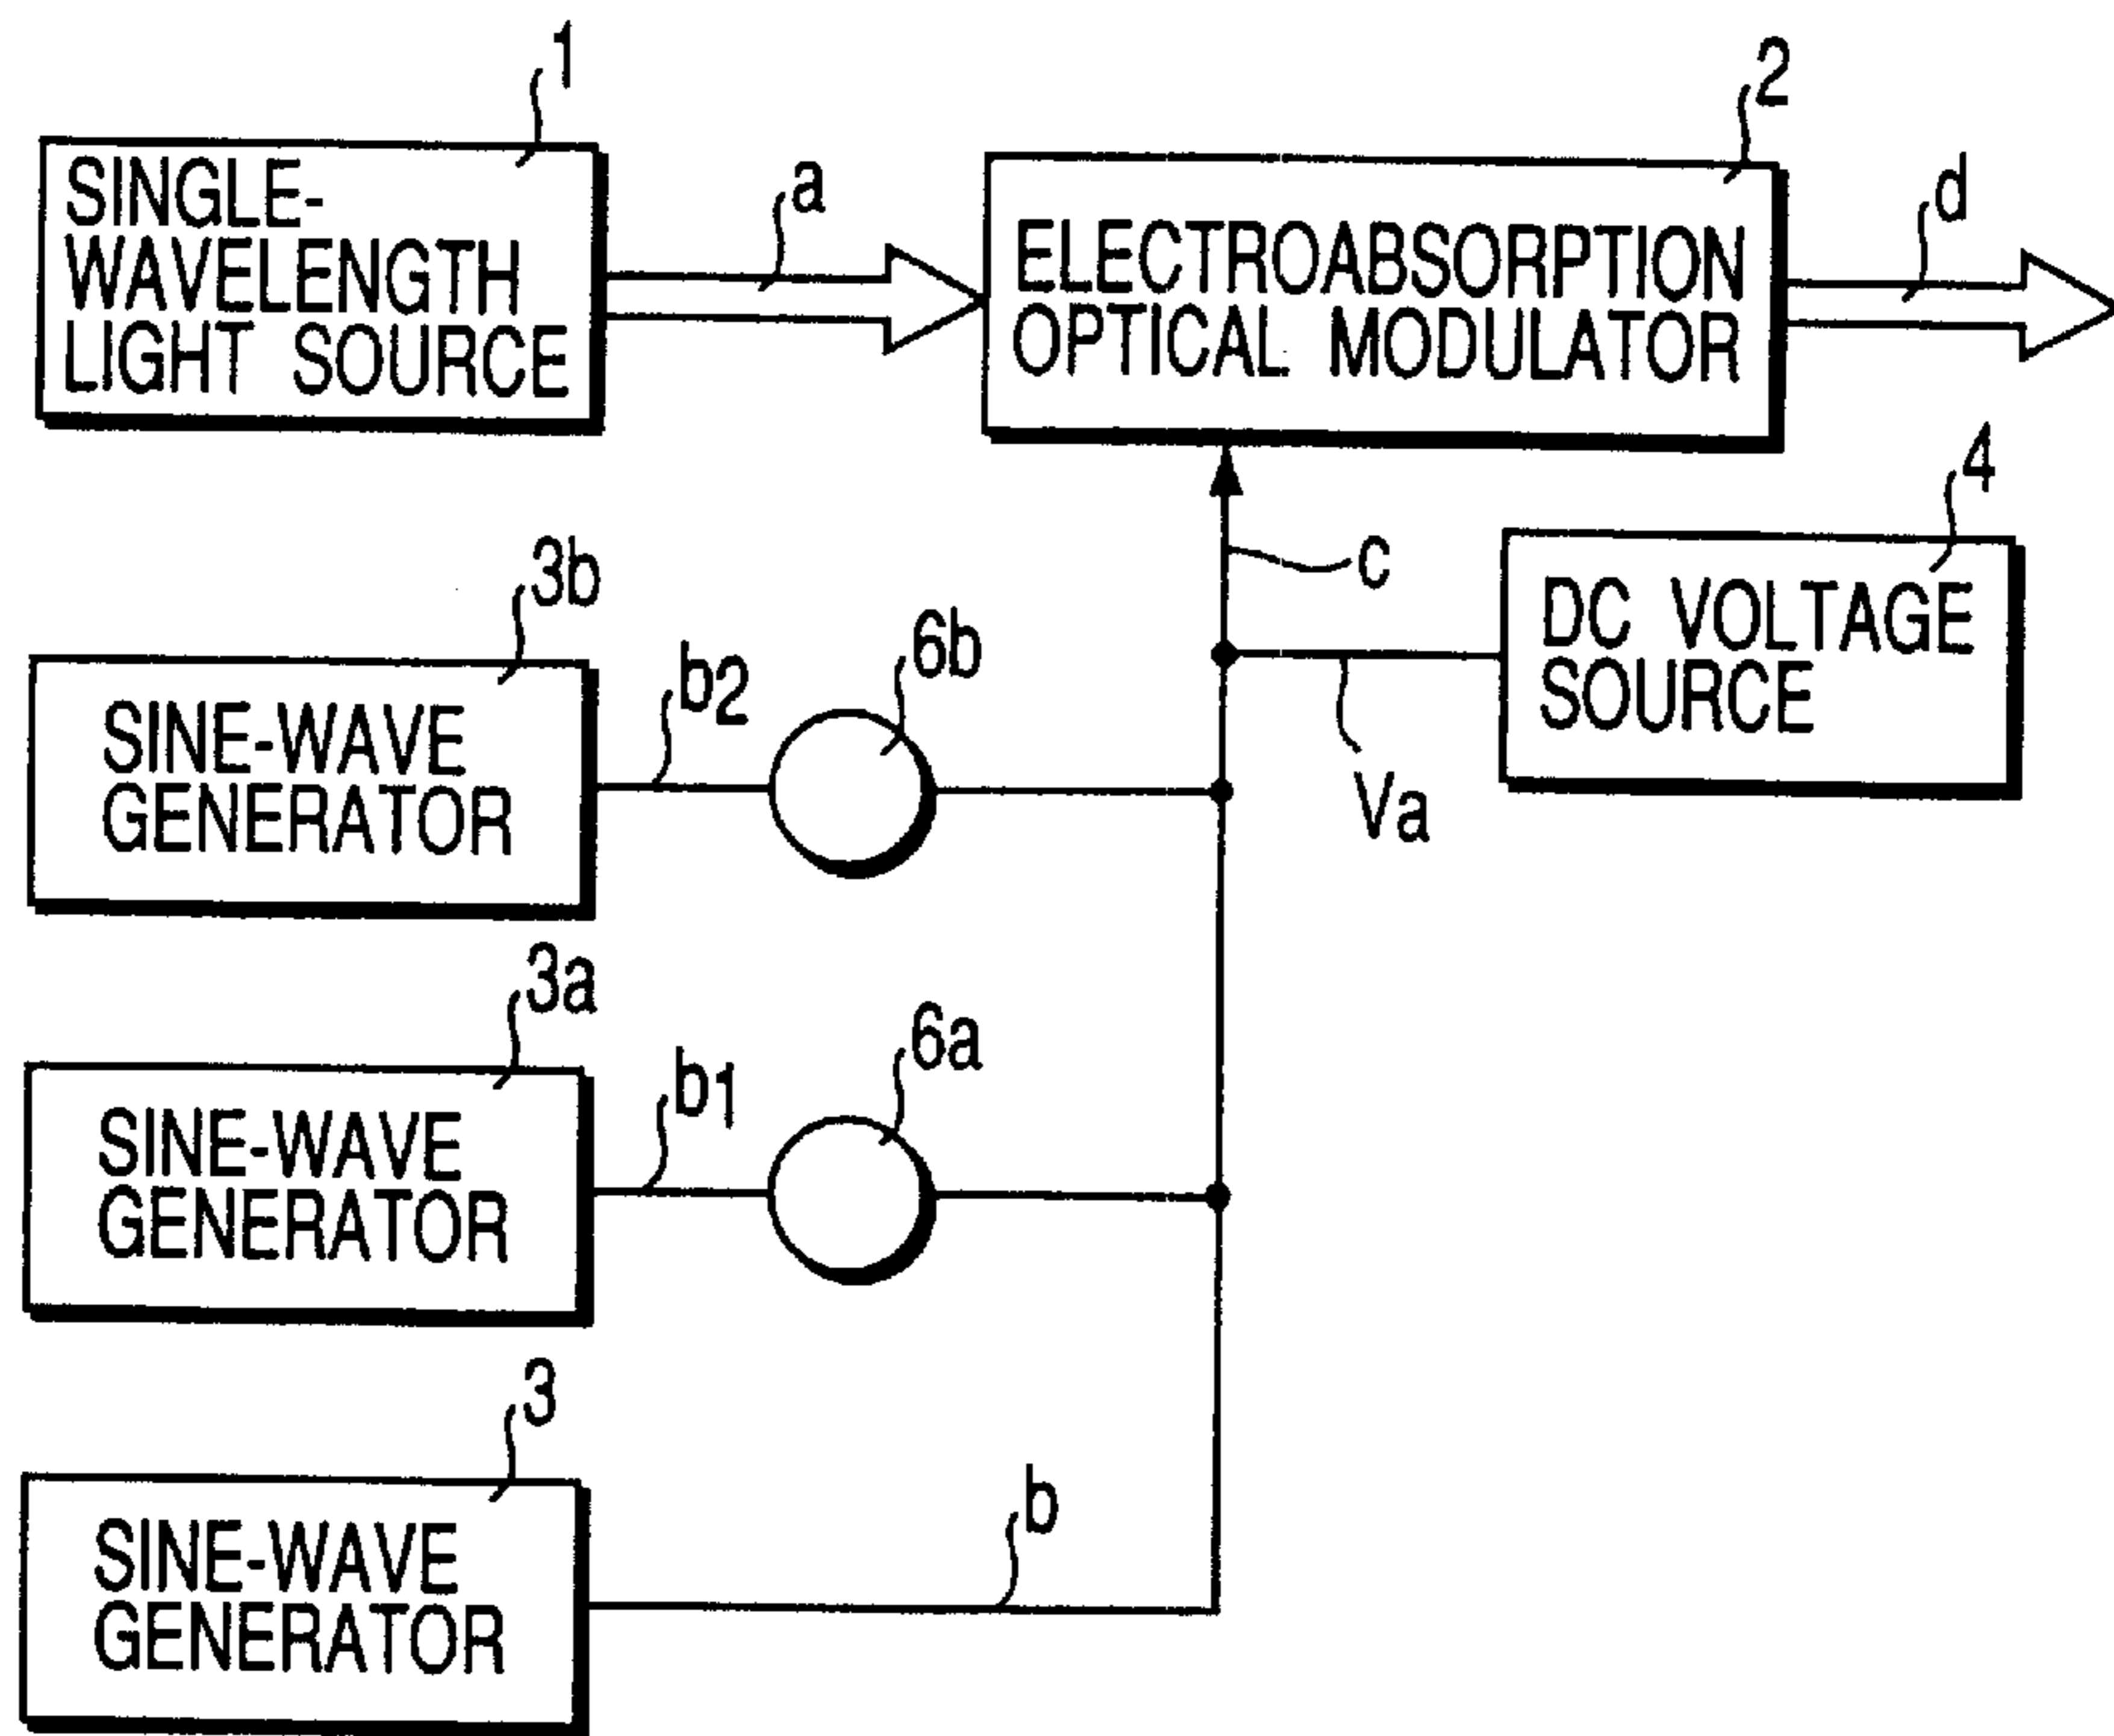 1
SINGLE-
WAVELENGTH
LIGHT SOURCE
a
2
ELECTROABSORPTION
OPTICAL MODULATOR
d
c
4
DC VOLTAGE
SOURCE
Va
3b
SINE-WAVE
GENERATOR
b2
6b
3a
SINE-WAVE
GENERATOR
b1
6a
3
SINE-WAVE
GENERATOR
b